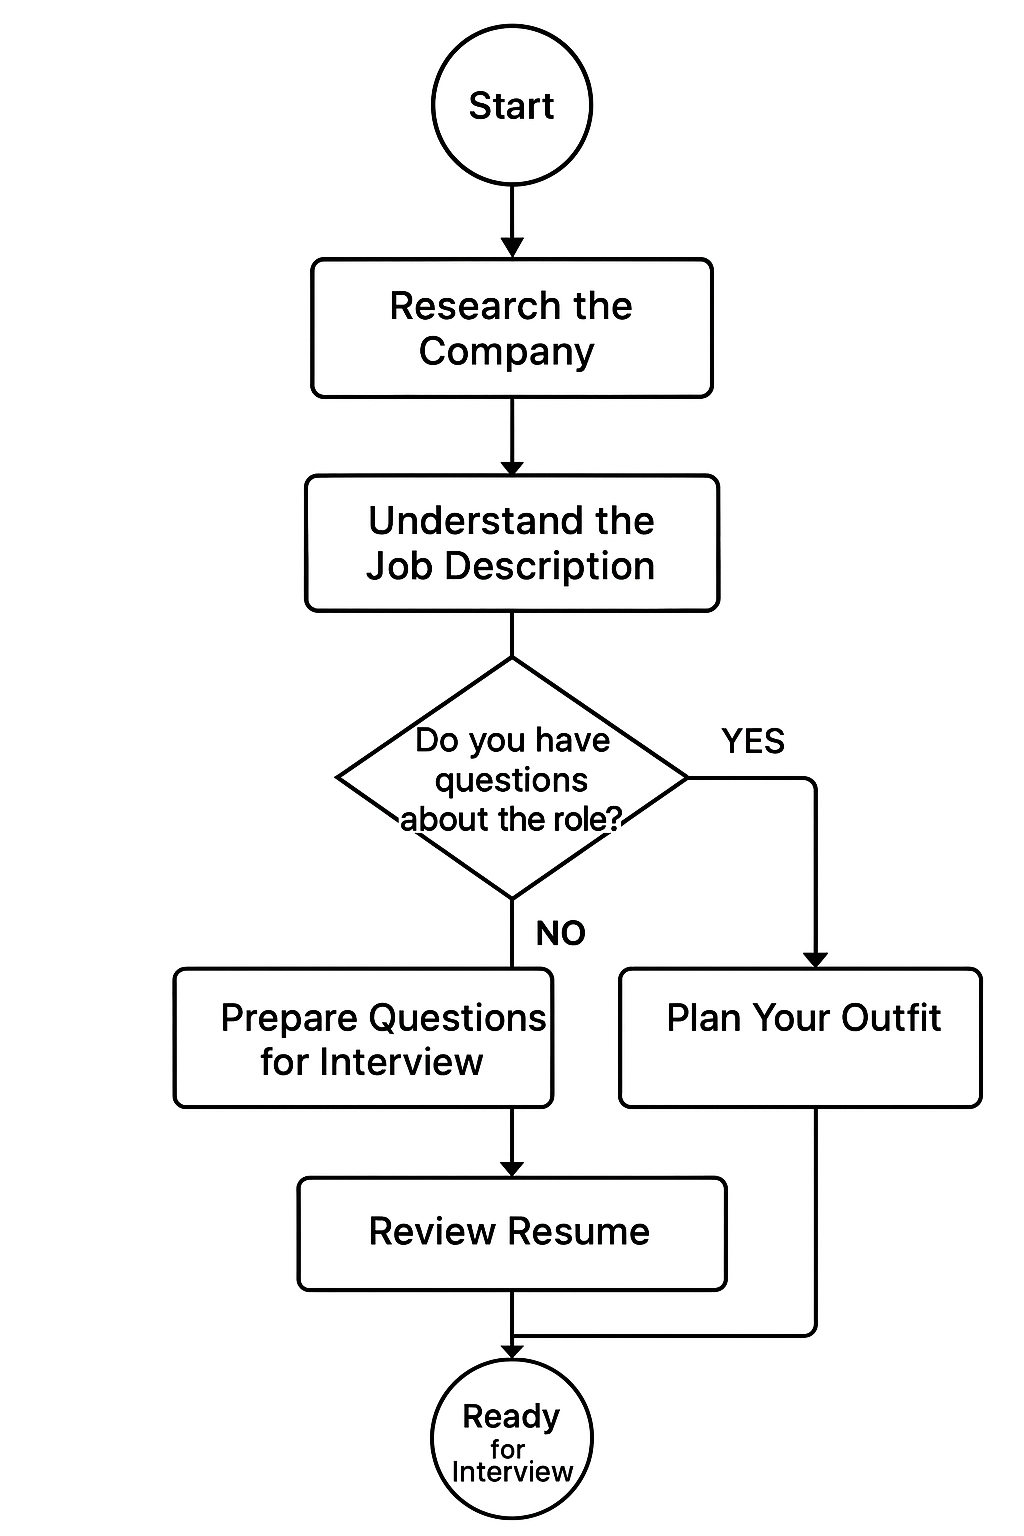 Start
Research the
Company
Understand the
Job Description
Do you have
questions
about the role?
YES
NO
Prepare Questions
for Interview
Plan Your Outfit
Review Resume
Ready
for
Interview